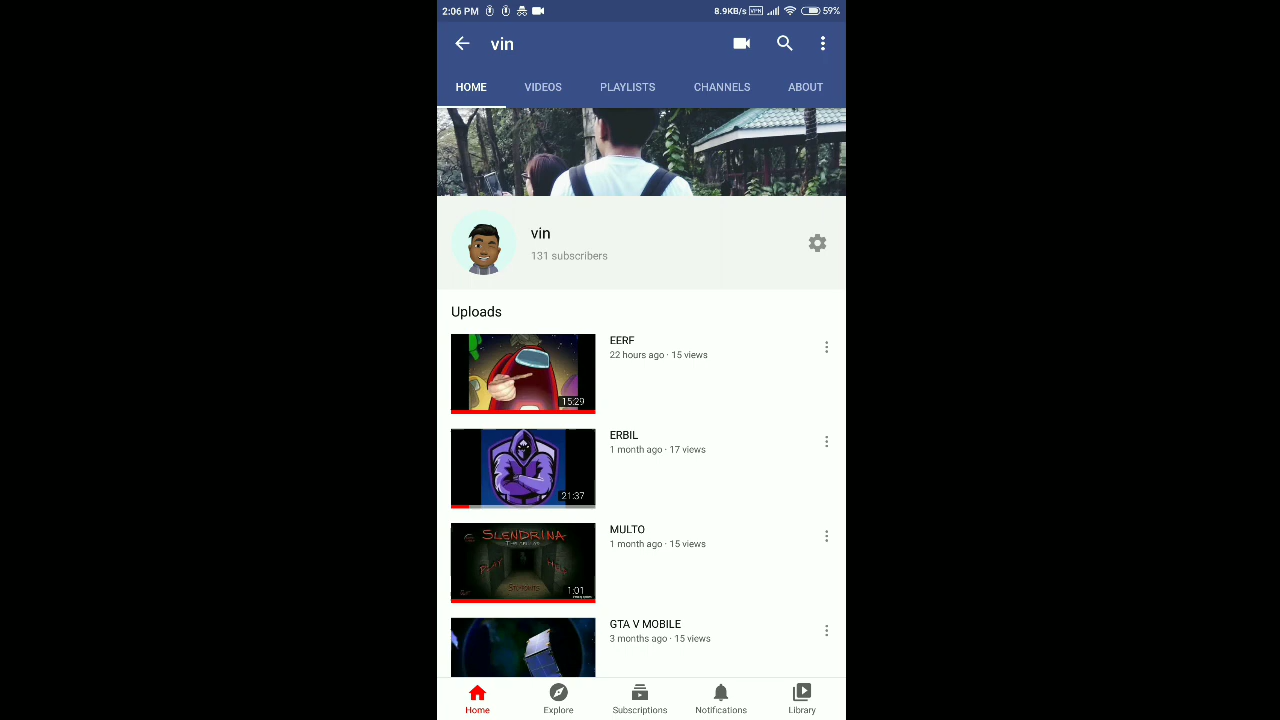 2:06 PM 8.9KB/s VPN 59%
vin
HOME VIDEOS PLAYLISTS CHANNELS ABOUT
vin
131 subscribers
Uploads
EERF
22 hours ago · 15 views
15:29
ERBIL
1 month ago · 17 views
21:37
SLENDRINA
MULTO
1 month ago · 15 views
1:01
GTA V MOBILE
3 months ago · 15 views
Home Explore Subscriptions Notifications Library